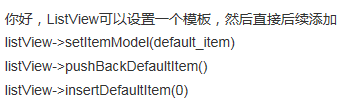 你好，ListView可以设置一个模板，然后直接后续添加
listView->setItemModel(default_item)
listView->pushBackDefaultItem()
listView->insertDefaultItem(0)